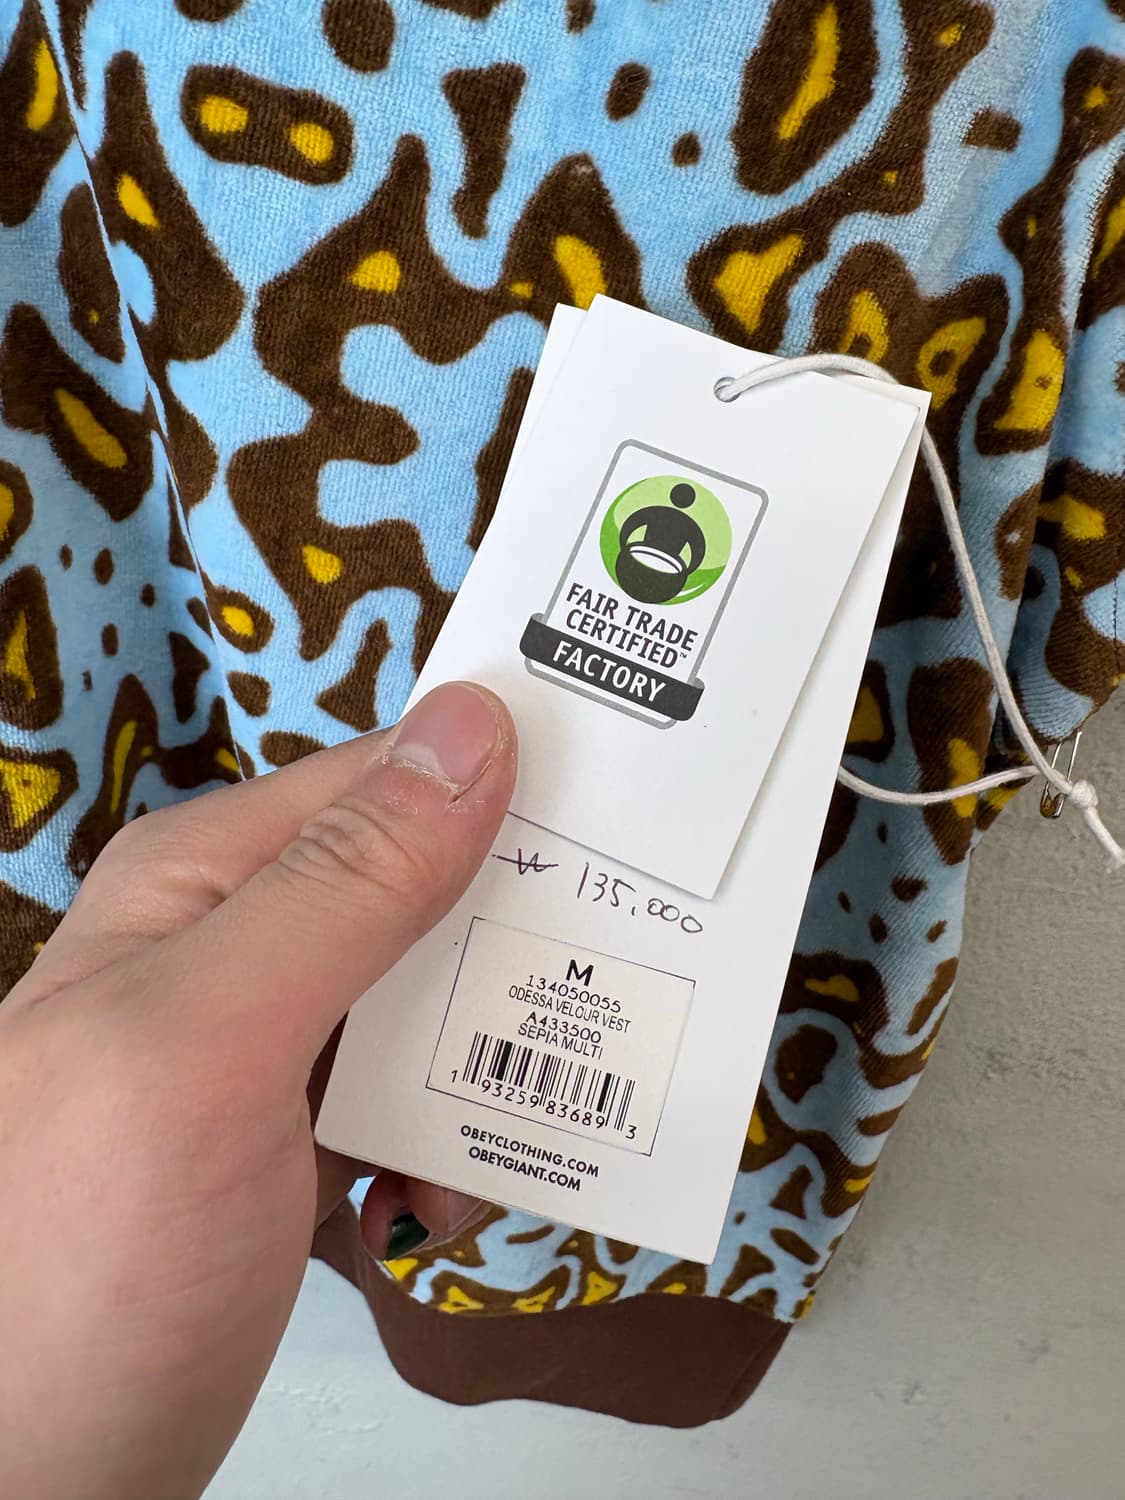 FAIR TRADE
CERTIFIED™
FACTORY
₩ 135,000
M
134050055
ODESSA VELOUR VEST
A433500
SEPIA MULTI
1 93259 83689 3
OBEYCLOTHING.COM
OBEYGIANT.COM